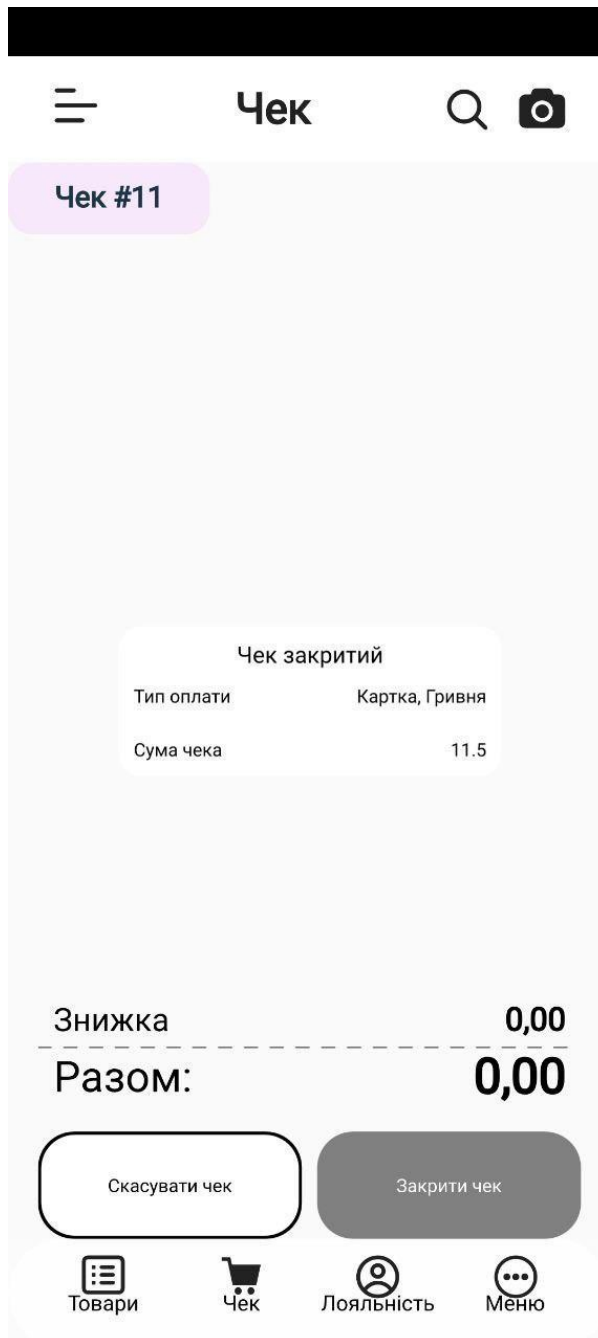 Чек
Чек #11
Чек закритий
Тип оплати Картка, Гривня
Сума чека 11.5
Знижка 0,00
Разом: 0,00
Скасувати чек Закрити чек
Товари Чек Лояльність Меню